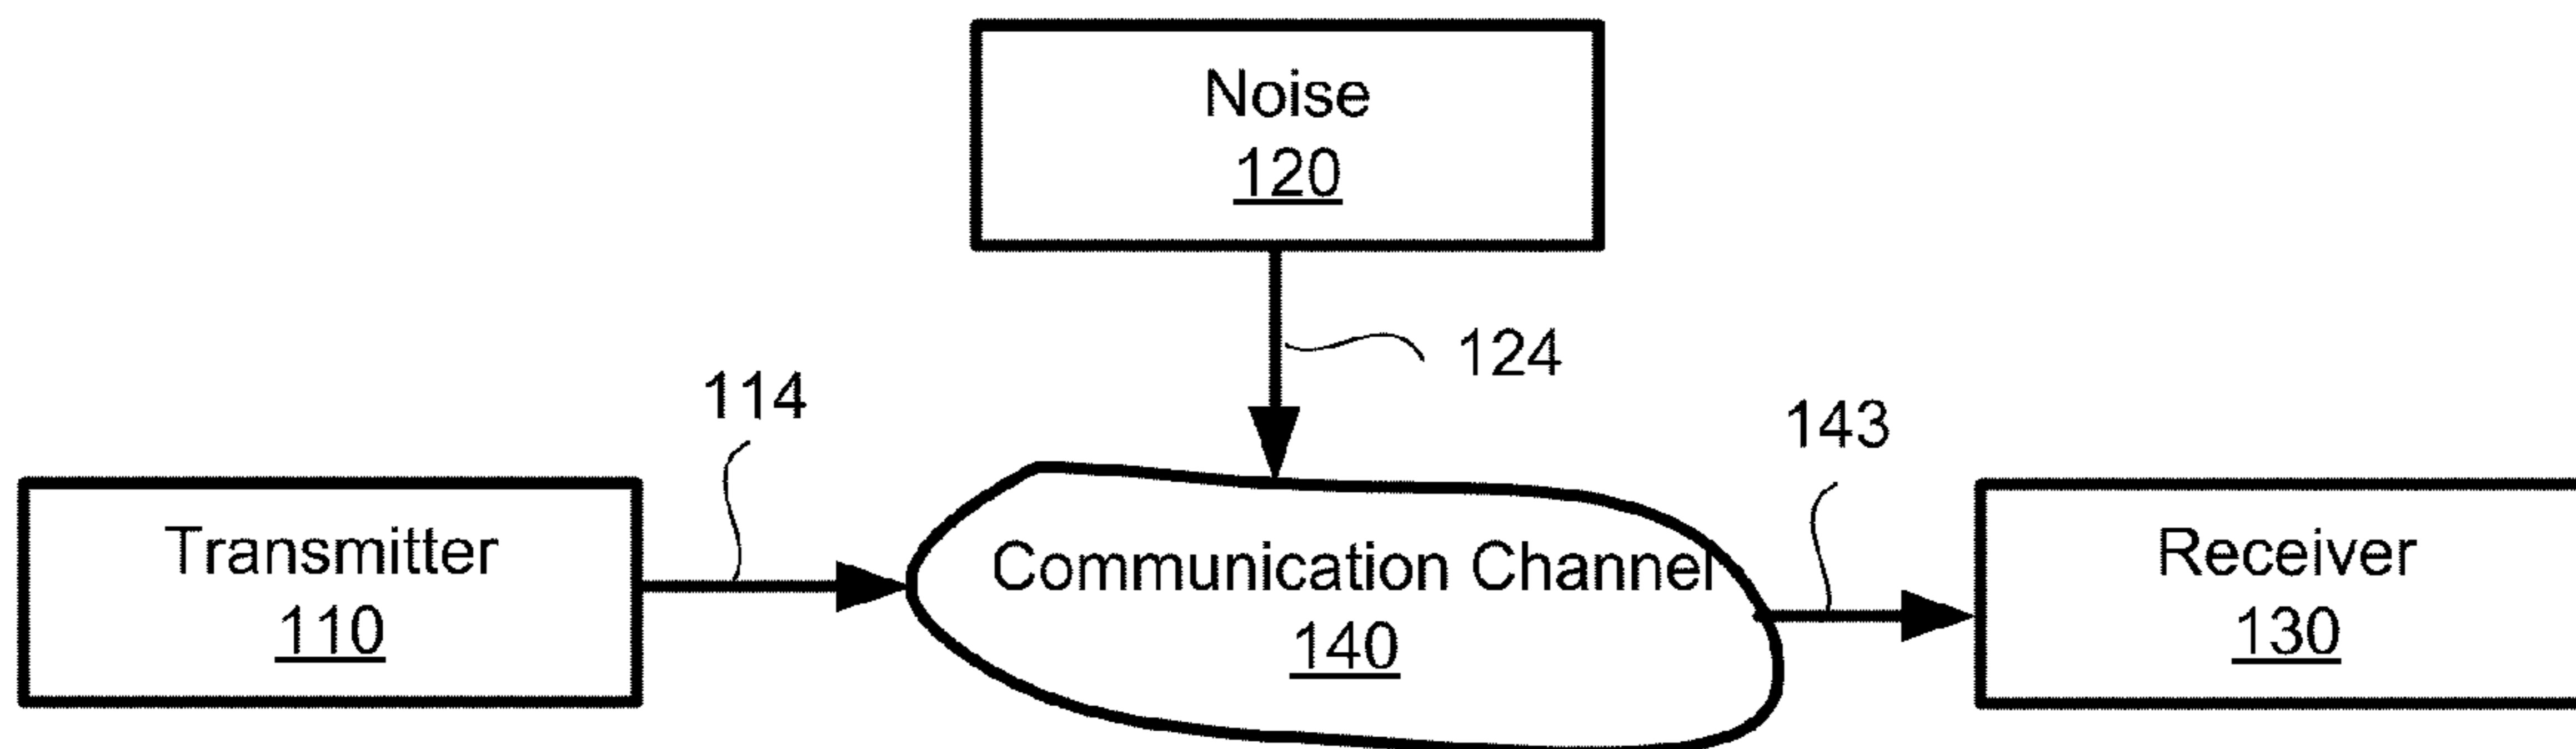 Noise
120
124
114
143
Transmitter
110
Communication Channel
140
Receiver
130